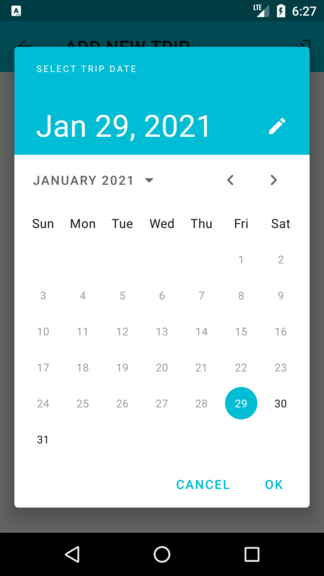 6:27
ADD NEW TRIP
SELECT TRIP DATE
Jan 29, 2021
JANUARY 2021
Sun Mon Tue Wed Thu Fri Sat
1 2
3 4 5 6 7 8 9
10 11 12 13 14 15 16
17 18 19 20 21 22 23
24 25 26 27 28 29 30
31
CANCEL OK